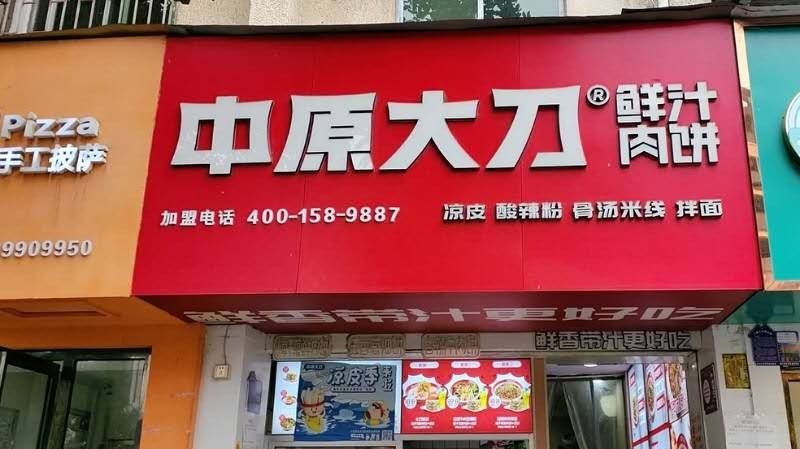 Pizza
手工披萨
9909950
中原大刀®
鲜汁
肉饼
加盟电话 400-158-9887
凉皮 酸辣粉 骨汤米线 拌面
鲜香带汁更好吃
鲜香带汁更好吃
凉皮季